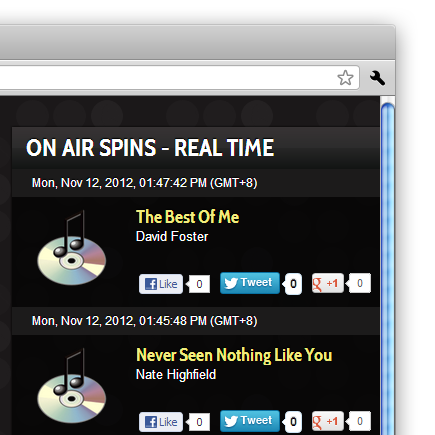 ON AIR SPINS - REAL TIME
Mon, Nov 12, 2012, 01:47:42 PM (GMT+8)
The Best Of Me
David Foster
Like 0 Tweet 0 +1 0
Mon, Nov 12, 2012, 01:45:48 PM (GMT+8)
Never Seen Nothing Like You
Nate Highfield
Like 0 Tweet 0 +1 0